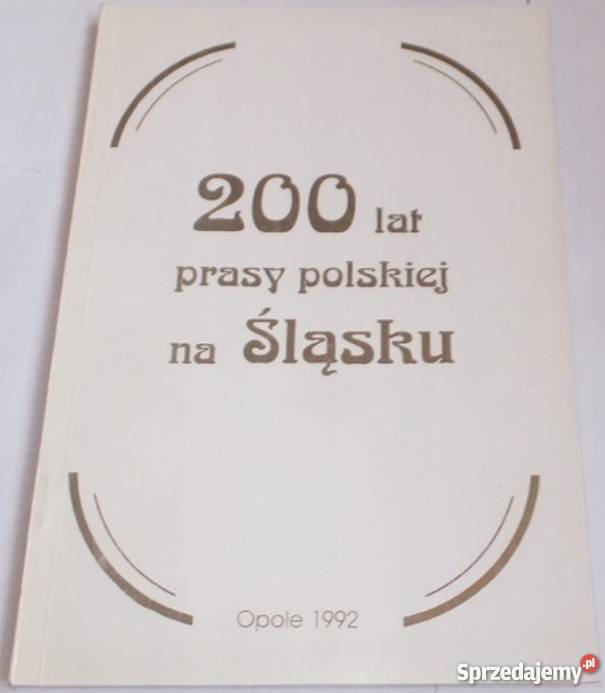 200 lat
prasy polskiej
na Śląsku
Opole 1992
Sprzedajemy.pl